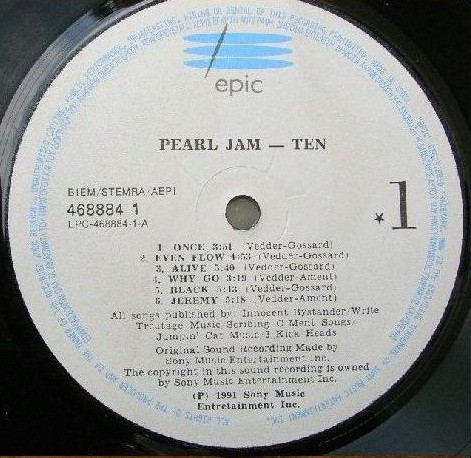 epic
PEARL JAM — TEN
BIEM/STEMRA/AEPI
468884 1
LPG-468884-1-A
★1
1. ONCE 3:51 (Vedder-Gossard)
2. EVEN FLOW 4:53 (Vedder-Gossard)
3. ALIVE 5:40 (Vedder-Gossard)
4. WHY GO 3:19 (Vedder-Ament)
5. BLACK 5:43 (Vedder-Gossard)
6. JEREMY 5:18 (Vedder-Ament)
All songs published by: Innocent Bystander/Write
Treatage Music/Scribing C-Ment Songs/
Jumpin' Cat Music/3 Kick Heads
Original Sound Recording Made by
Sony Music Entertainment Inc.
The copyright in this sound recording is owned
by Sony Music Entertainment Inc.
(P) 1991 Sony Music
Entretainment Inc.